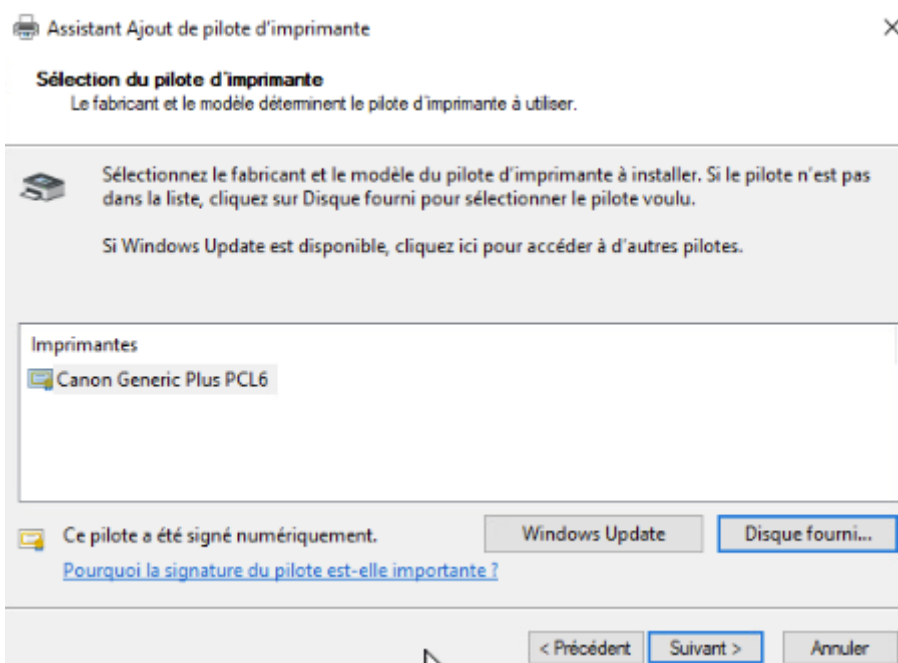 Assistant Ajout de pilote d'imprimante
Sélection du pilote d'imprimante
Le fabricant et le modèle déterminent le pilote d'imprimante à utiliser.
Sélectionnez le fabricant et le modèle du pilote d'imprimante à installer. Si le pilote n'est pas
dans la liste, cliquez sur Disque fourni pour sélectionner le pilote voulu.
Si Windows Update est disponible, cliquez ici pour accéder à d'autres pilotes.
Imprimantes
Canon Generic Plus PCL6
Ce pilote a été signé numériquement.
Windows Update
Disque fourni...
Pourquoi la signature du pilote est-elle importante ?
< Précédent
Suivant >
Annuler